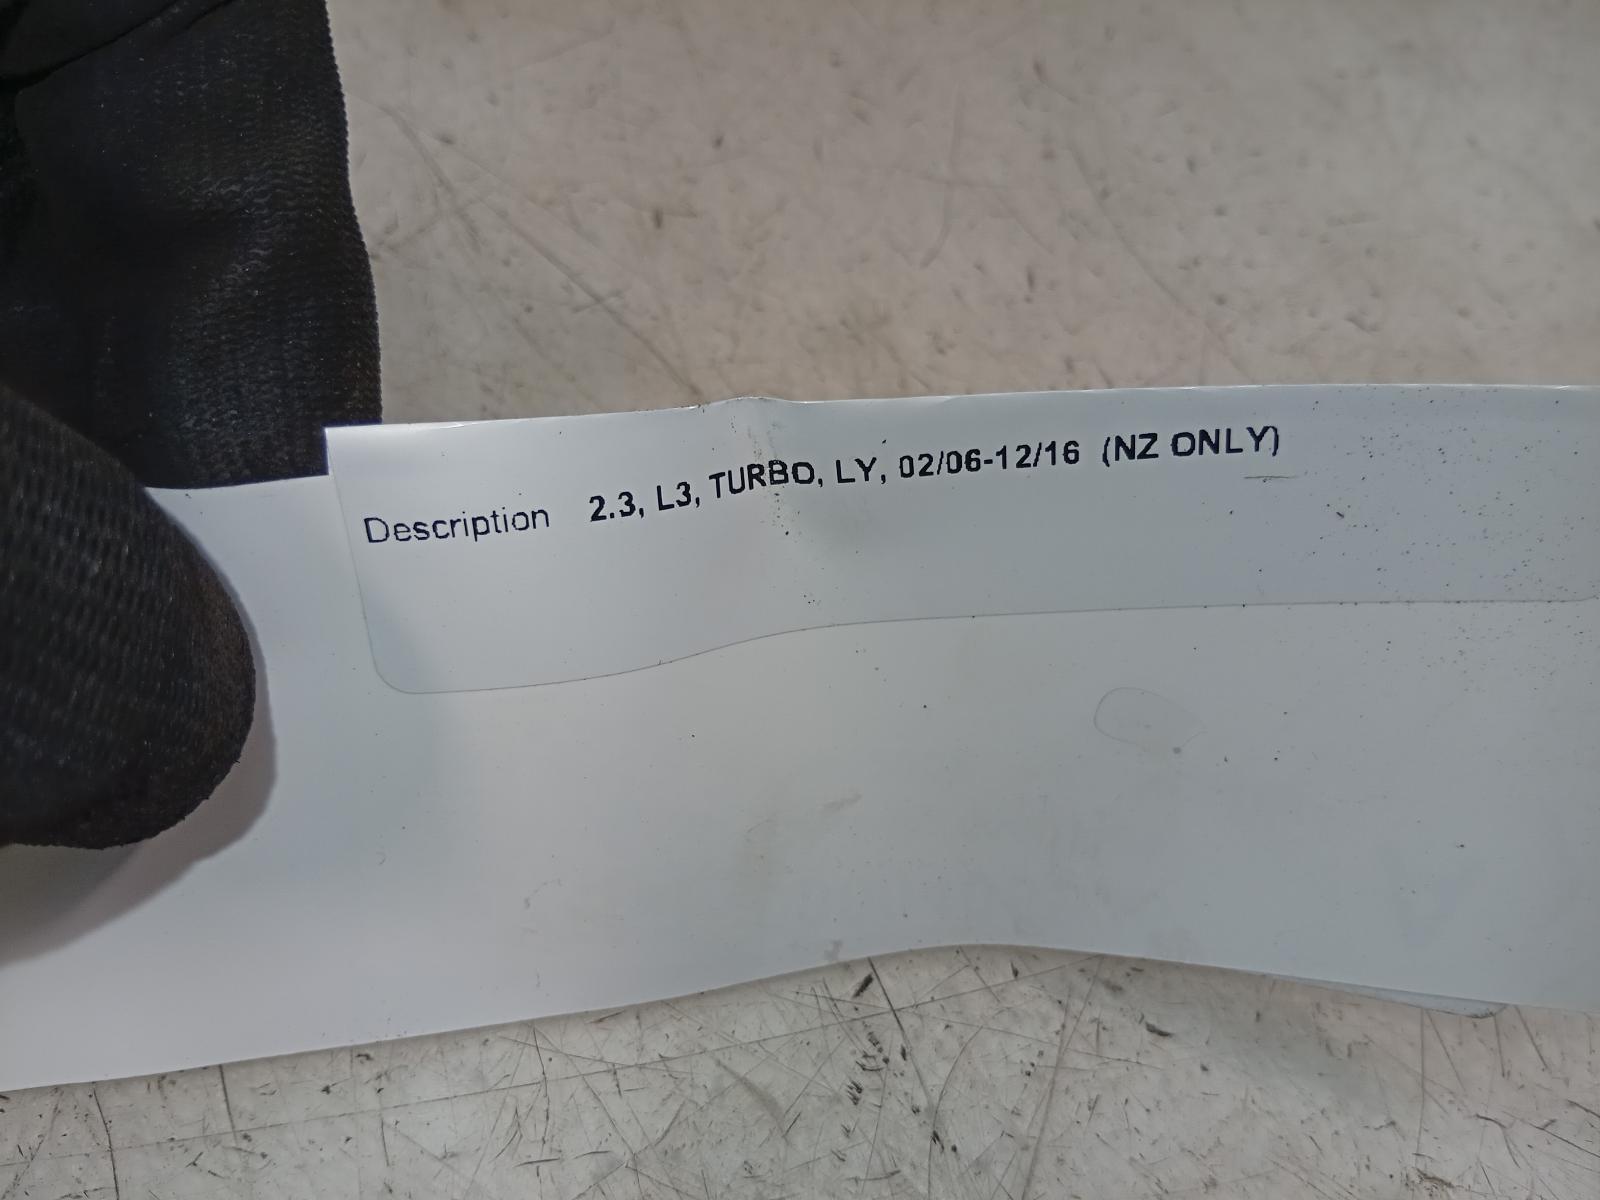 Description 2.3, L3, TURBO, LY, 02/06-12/16 (NZ ONLY)